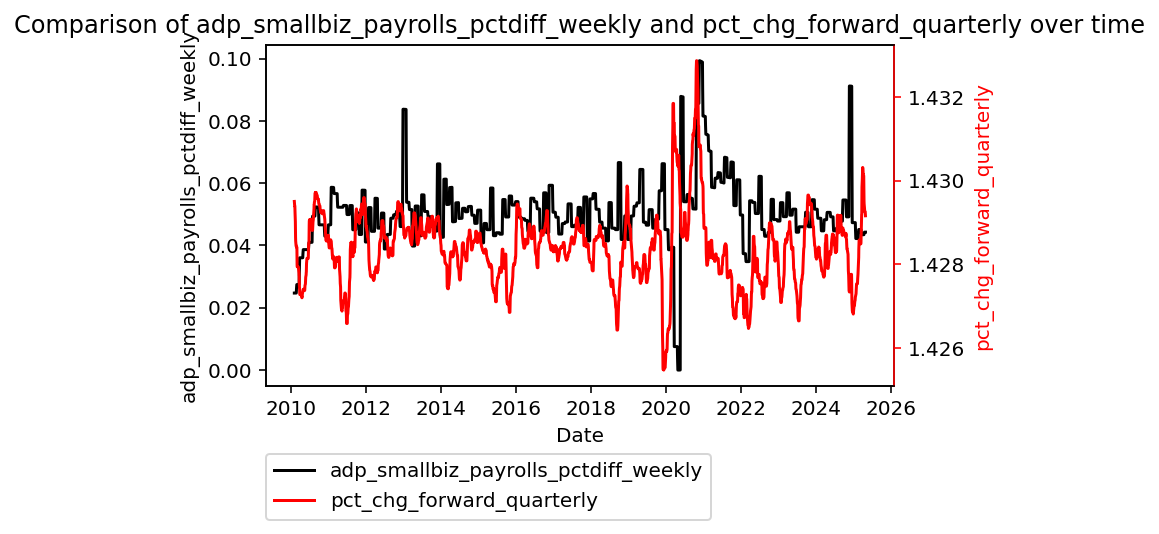 Comparison of adp_smallbiz_payrolls_pctdiff_weekly and pct_chg_forward_quarterly over time
adp_smallbiz_payrolls_pctdiff_weekly
0.10
0.08
0.06
0.04
0.02
0.00
1.432
1.430
1.428
1.426
pct_chg_forward_quarterly
2010 2012 2014 2016 2018 2020 2022 2024 2026
Date
adp_smallbiz_payrolls_pctdiff_weekly
pct_chg_forward_quarterly